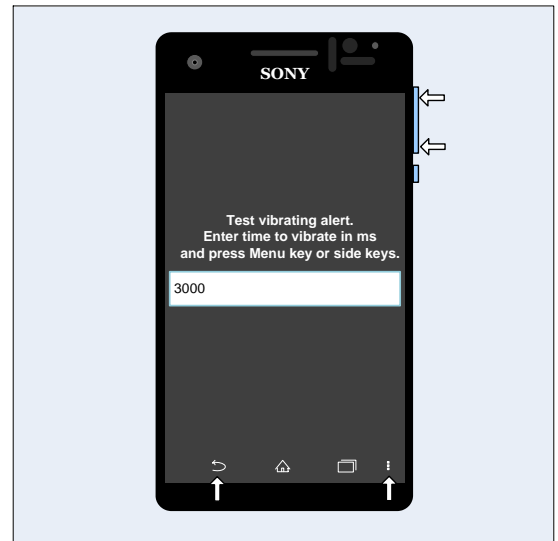 SONY
Test vibrating alert.
Enter time to vibrate in ms
and press Menu key or side keys.
3000